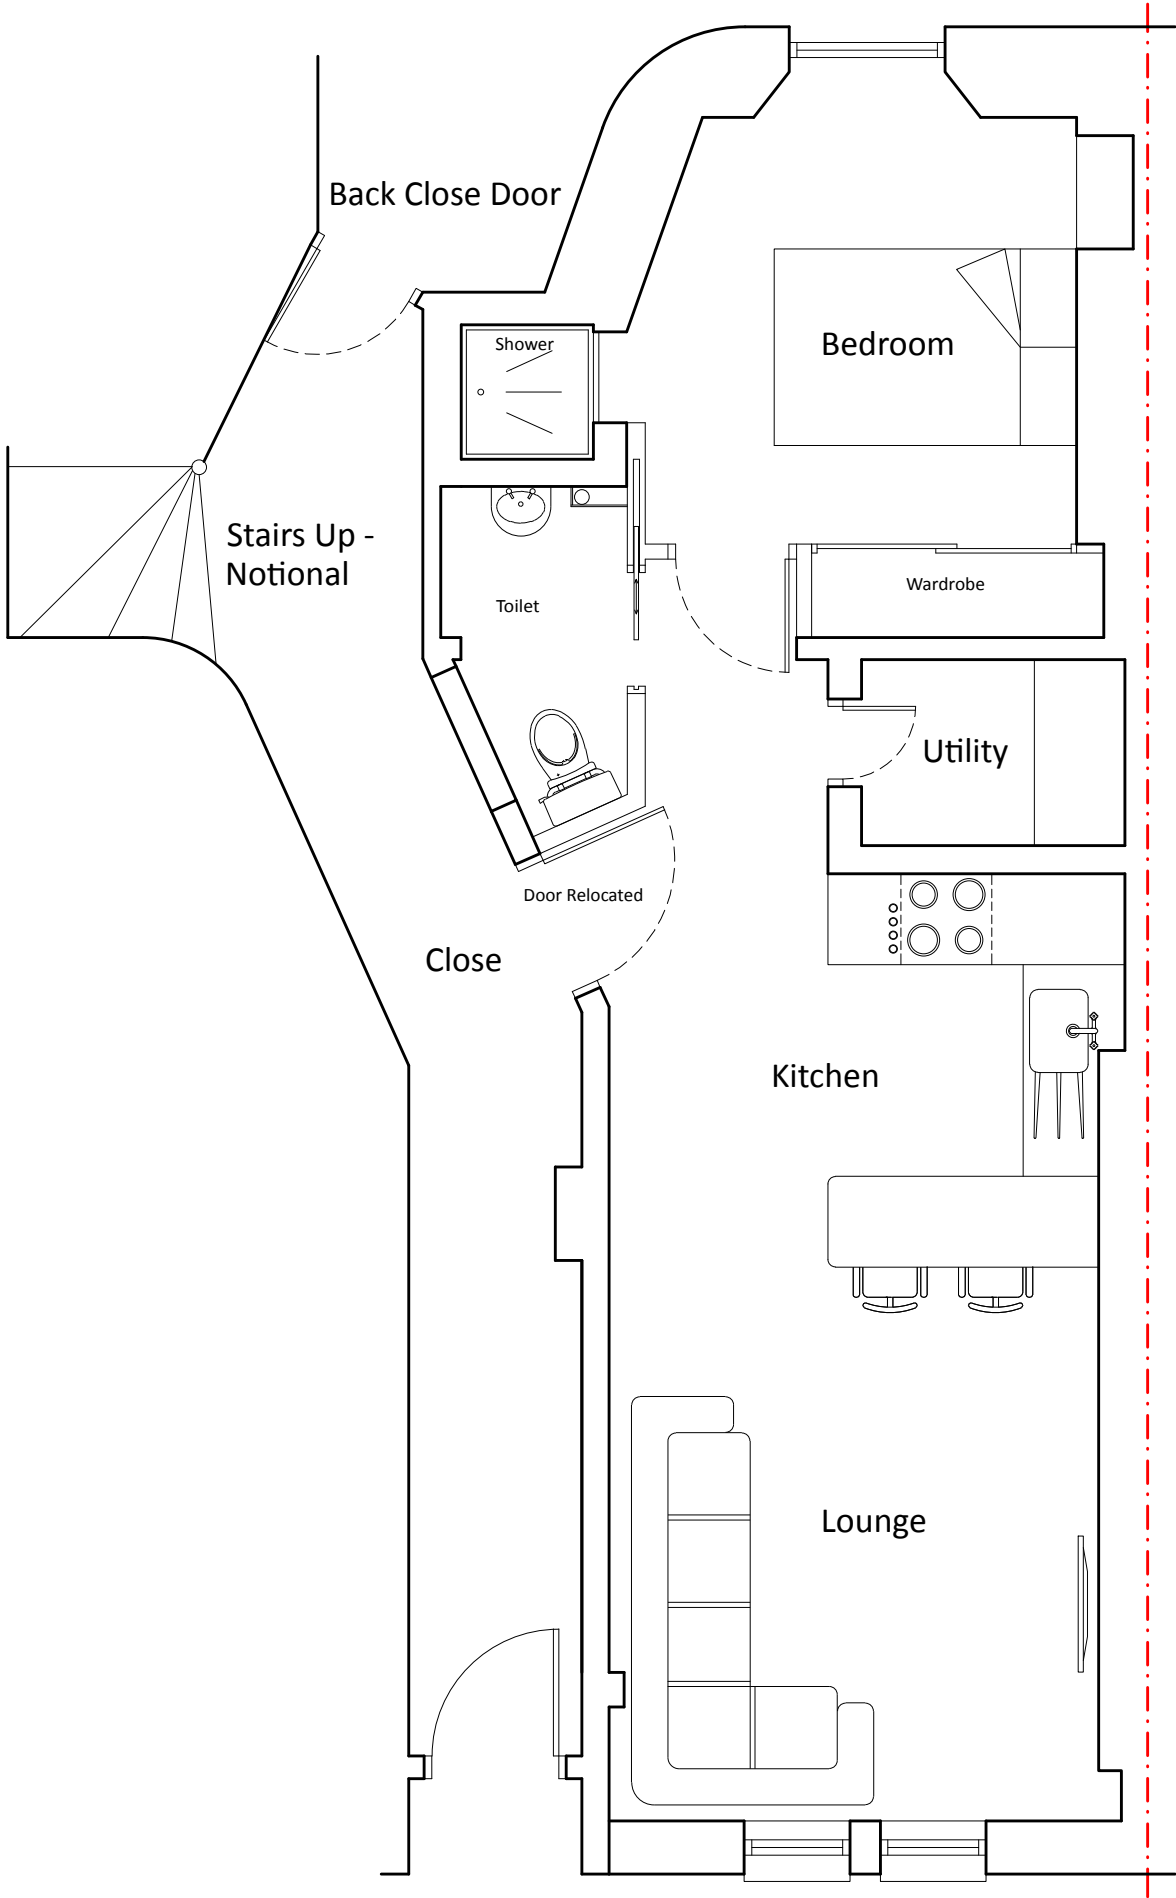 Back Close Door
Shower
Bedroom
Stairs Up -
Notional
Wardrobe
Toilet
Utility
Door Relocated
Close
Kitchen
Lounge